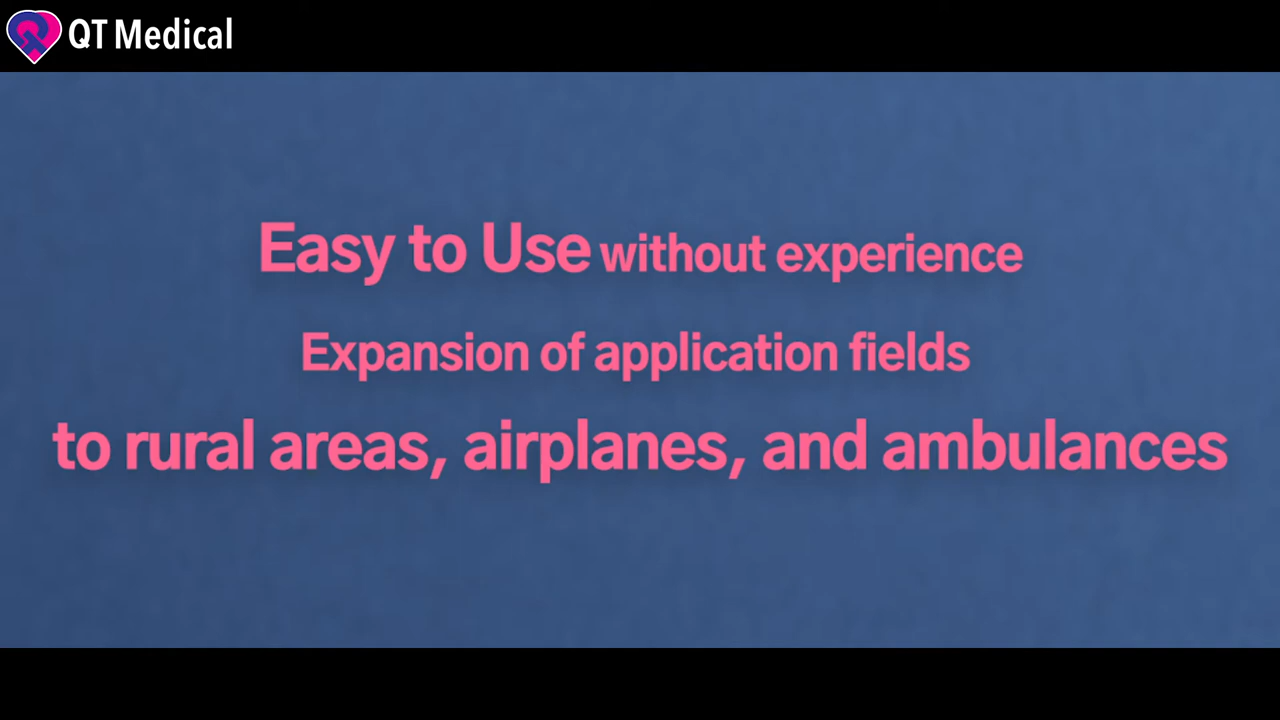 QT Medical
Easy to Use without experience
Expansion of application fields
to rural areas, airplanes, and ambulances